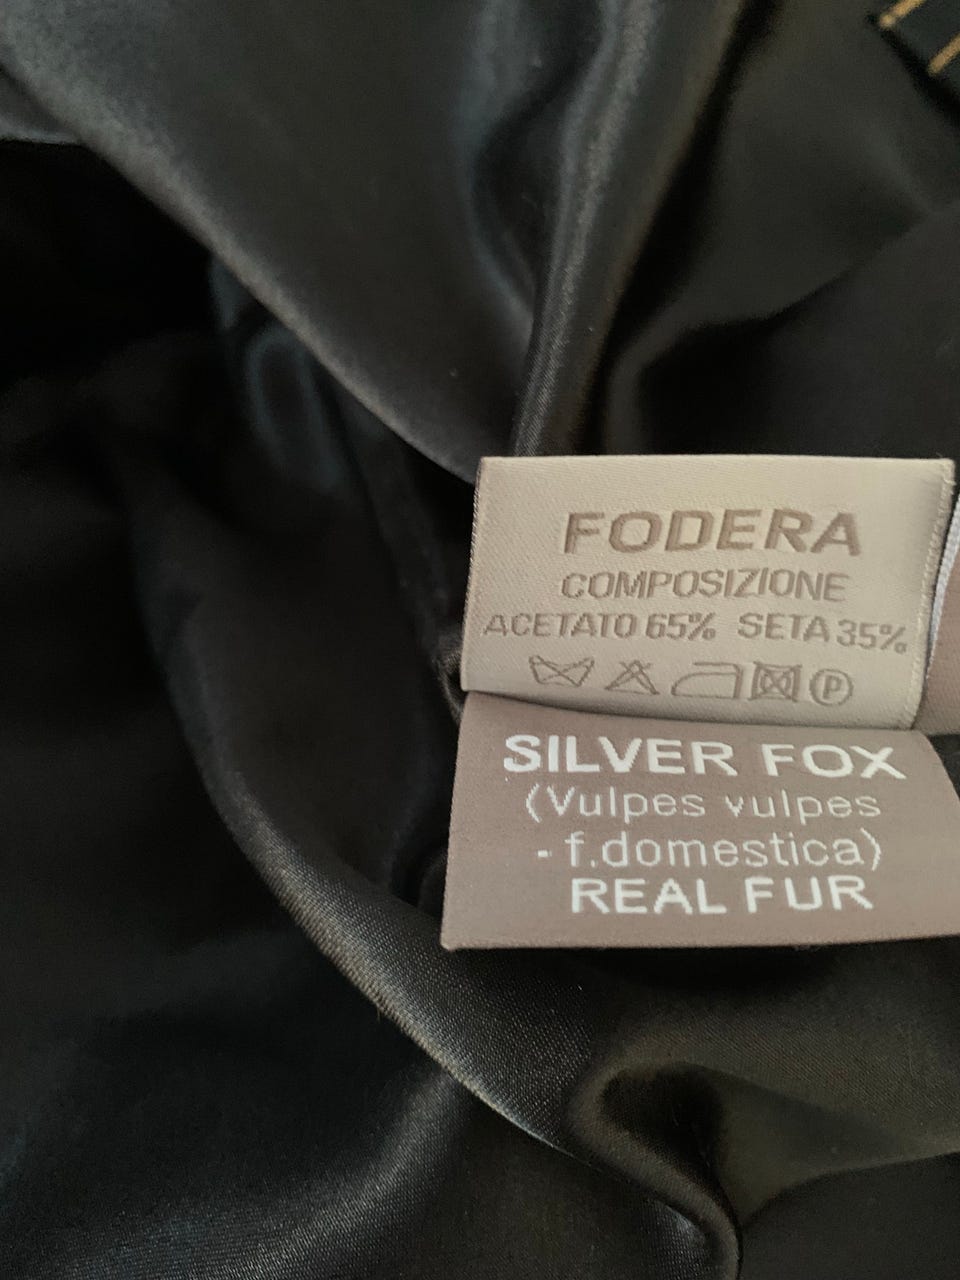 FODERA
COMPOSIZIONE
ACETATO 65% SETA 35%
P
SILVER FOX
(Vulpes vulpes
- f.domestica)
REAL FUR